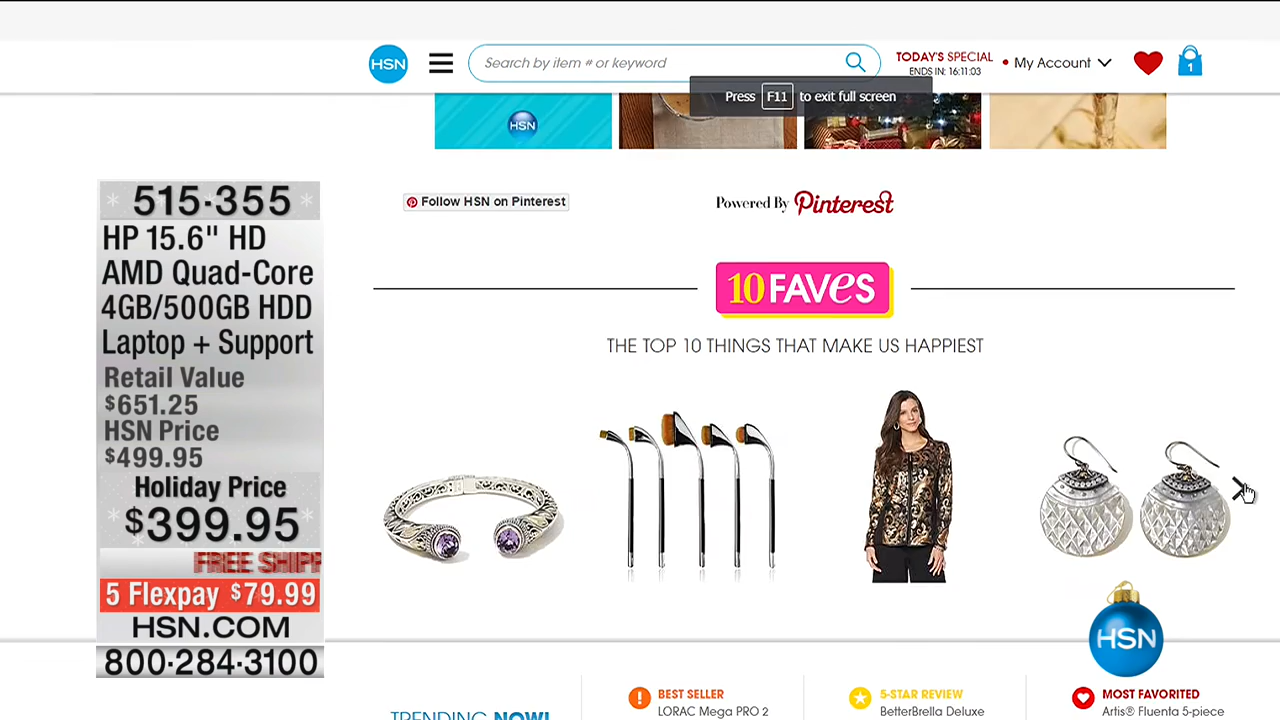 HSN
Search by item # or keyword
TODAY'S SPECIAL
ENDS IN: 16:11:03
My Account
1
Press F11 to exit full screen
HSN
Follow HSN on Pinterest
Powered By Pinterest
515-355
HP 15.6" HD
AMD Quad-Core
4GB/500GB HDD
Laptop + Support
Retail Value
$651.25
HSN Price
$499.95
Holiday Price
$399.95
FREE SHIPP
5 Flexpay $79.99
HSN.COM
800-284-3100
10 FAVES
THE TOP 10 THINGS THAT MAKE US HAPPIEST
HSN
TRENDING NOW!
BEST SELLER
LORAC Mega PRO 2
5-STAR REVIEW
BetterBrella Deluxe
MOST FAVORITED
Artis® Fluenta 5-piece